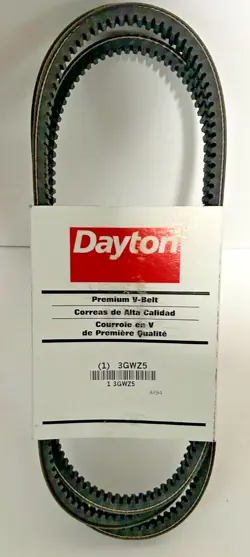 Dayton
Premium V-Belt
Correas de Alta Calidad
Courroie en V
de Première Qualité
(1) 3GWZ5
1 3GWZ5